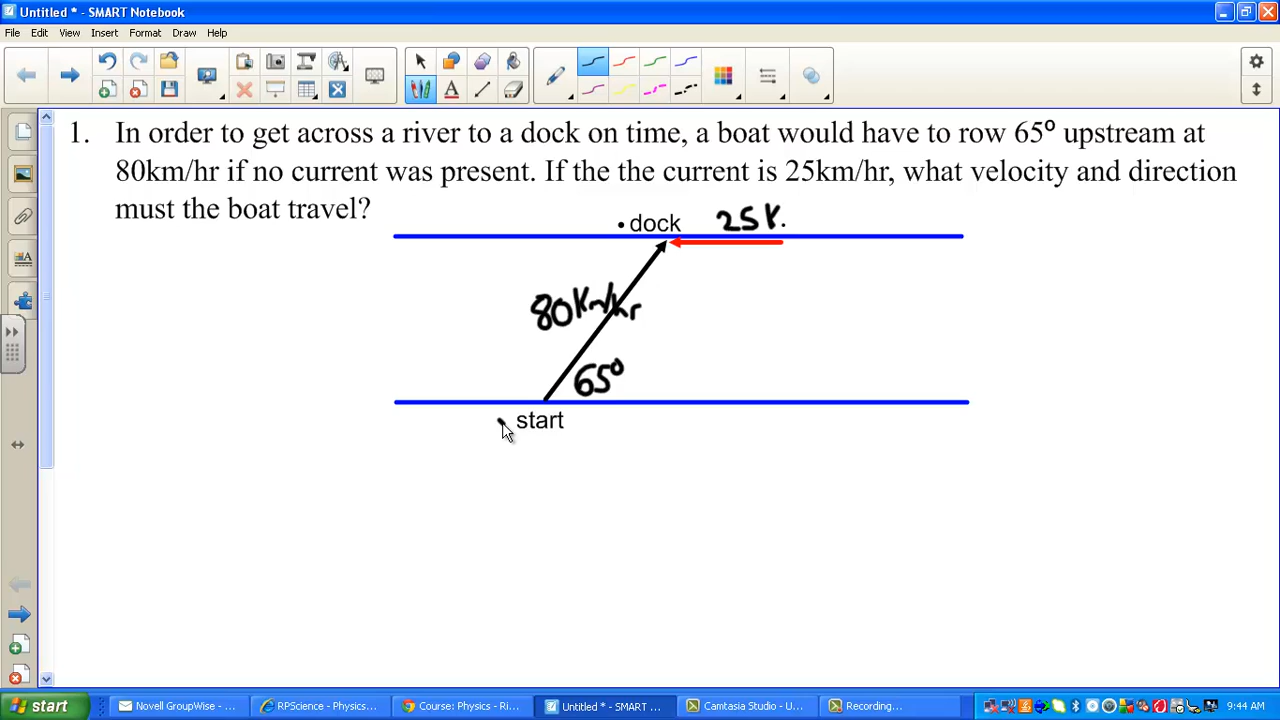 Untitled * - SMART Notebook
File Edit View Insert Format Draw Help
1. In order to get across a river to a dock on time, a boat would have to row 65º upstream at
80km/hr if no current was present. If the the current is 25km/hr, what velocity and direction
must the boat travel?
• dock 25 K.
80Km/hr
65º
start
start Novell GroupWise - ... RPScience - Physics... Course: Physics - Ri... Untitled * - SMART ... Camtasia Studio - U... Recording... 9:44 AM